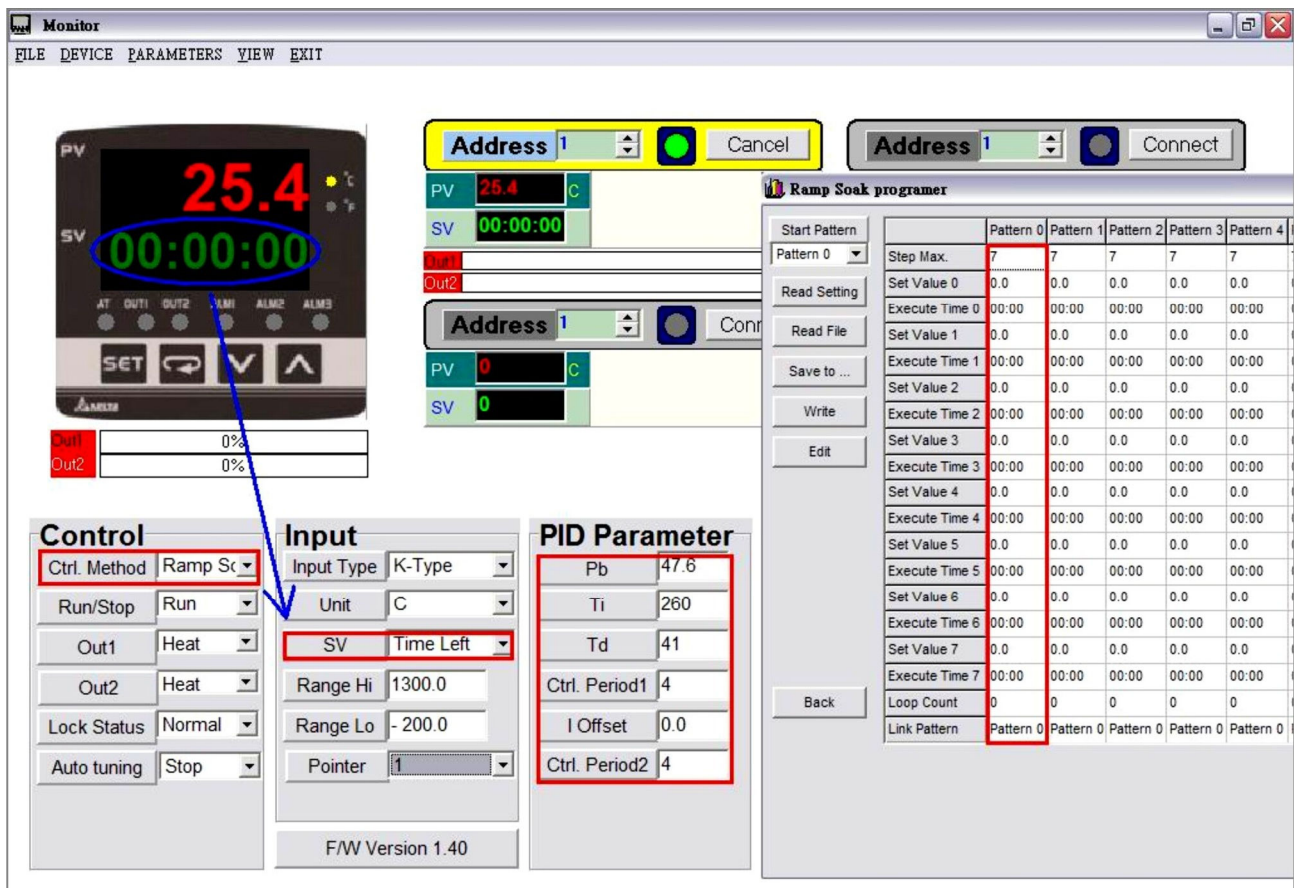 Monitor
FILE DEVICE PARAMETERS VIEW EXIT
PV
25.4
°C
°F
SV
00:00:00
AT OUT1 OUT2 ALM1 ALM2 ALM3
SET
DELTA
Out1 0%
Out2 0%
Address 1 Cancel
PV 25.4 C
SV 00:00:00
Out1
Out2
Address 1 Conn
PV 0 C
SV 0
Address 1 Connect
Control
Ctrl. Method Ramp So
Run/Stop Run
Out1 Heat
Out2 Heat
Lock Status Normal
Auto tuning Stop
Input
Input Type K-Type
Unit C
SV Time Left
Range Hi 1300.0
Range Lo - 200.0
Pointer 1
F/W Version 1.40
PID Parameter
Pb 47.6
Ti 260
Td 41
Ctrl. Period1 4
I Offset 0.0
Ctrl. Period2 4
Ramp Soak programer
Start Pattern
Pattern 0
Read Setting
Read File
Save to ...
Write
Edit
Back
Pattern 0 Pattern 1 Pattern 2 Pattern 3 Pattern 4
Step Max. 7 7 7 7 7
Set Value 0 0.0 0.0 0.0 0.0 0.0
Execute Time 0 00:00 00:00 00:00 00:00 00:00
Set Value 1 0.0 0.0 0.0 0.0 0.0
Execute Time 1 00:00 00:00 00:00 00:00 00:00
Set Value 2 0.0 0.0 0.0 0.0 0.0
Execute Time 2 00:00 00:00 00:00 00:00 00:00
Set Value 3 0.0 0.0 0.0 0.0 0.0
Execute Time 3 00:00 00:00 00:00 00:00 00:00
Set Value 4 0.0 0.0 0.0 0.0 0.0
Execute Time 4 00:00 00:00 00:00 00:00 00:00
Set Value 5 0.0 0.0 0.0 0.0 0.0
Execute Time 5 00:00 00:00 00:00 00:00 00:00
Set Value 6 0.0 0.0 0.0 0.0 0.0
Execute Time 6 00:00 00:00 00:00 00:00 00:00
Set Value 7 0.0 0.0 0.0 0.0 0.0
Execute Time 7 00:00 00:00 00:00 00:00 00:00
Loop Count 0 0 0 0 0
Link Pattern Pattern 0 Pattern 0 Pattern 0 Pattern 0 Pattern 0